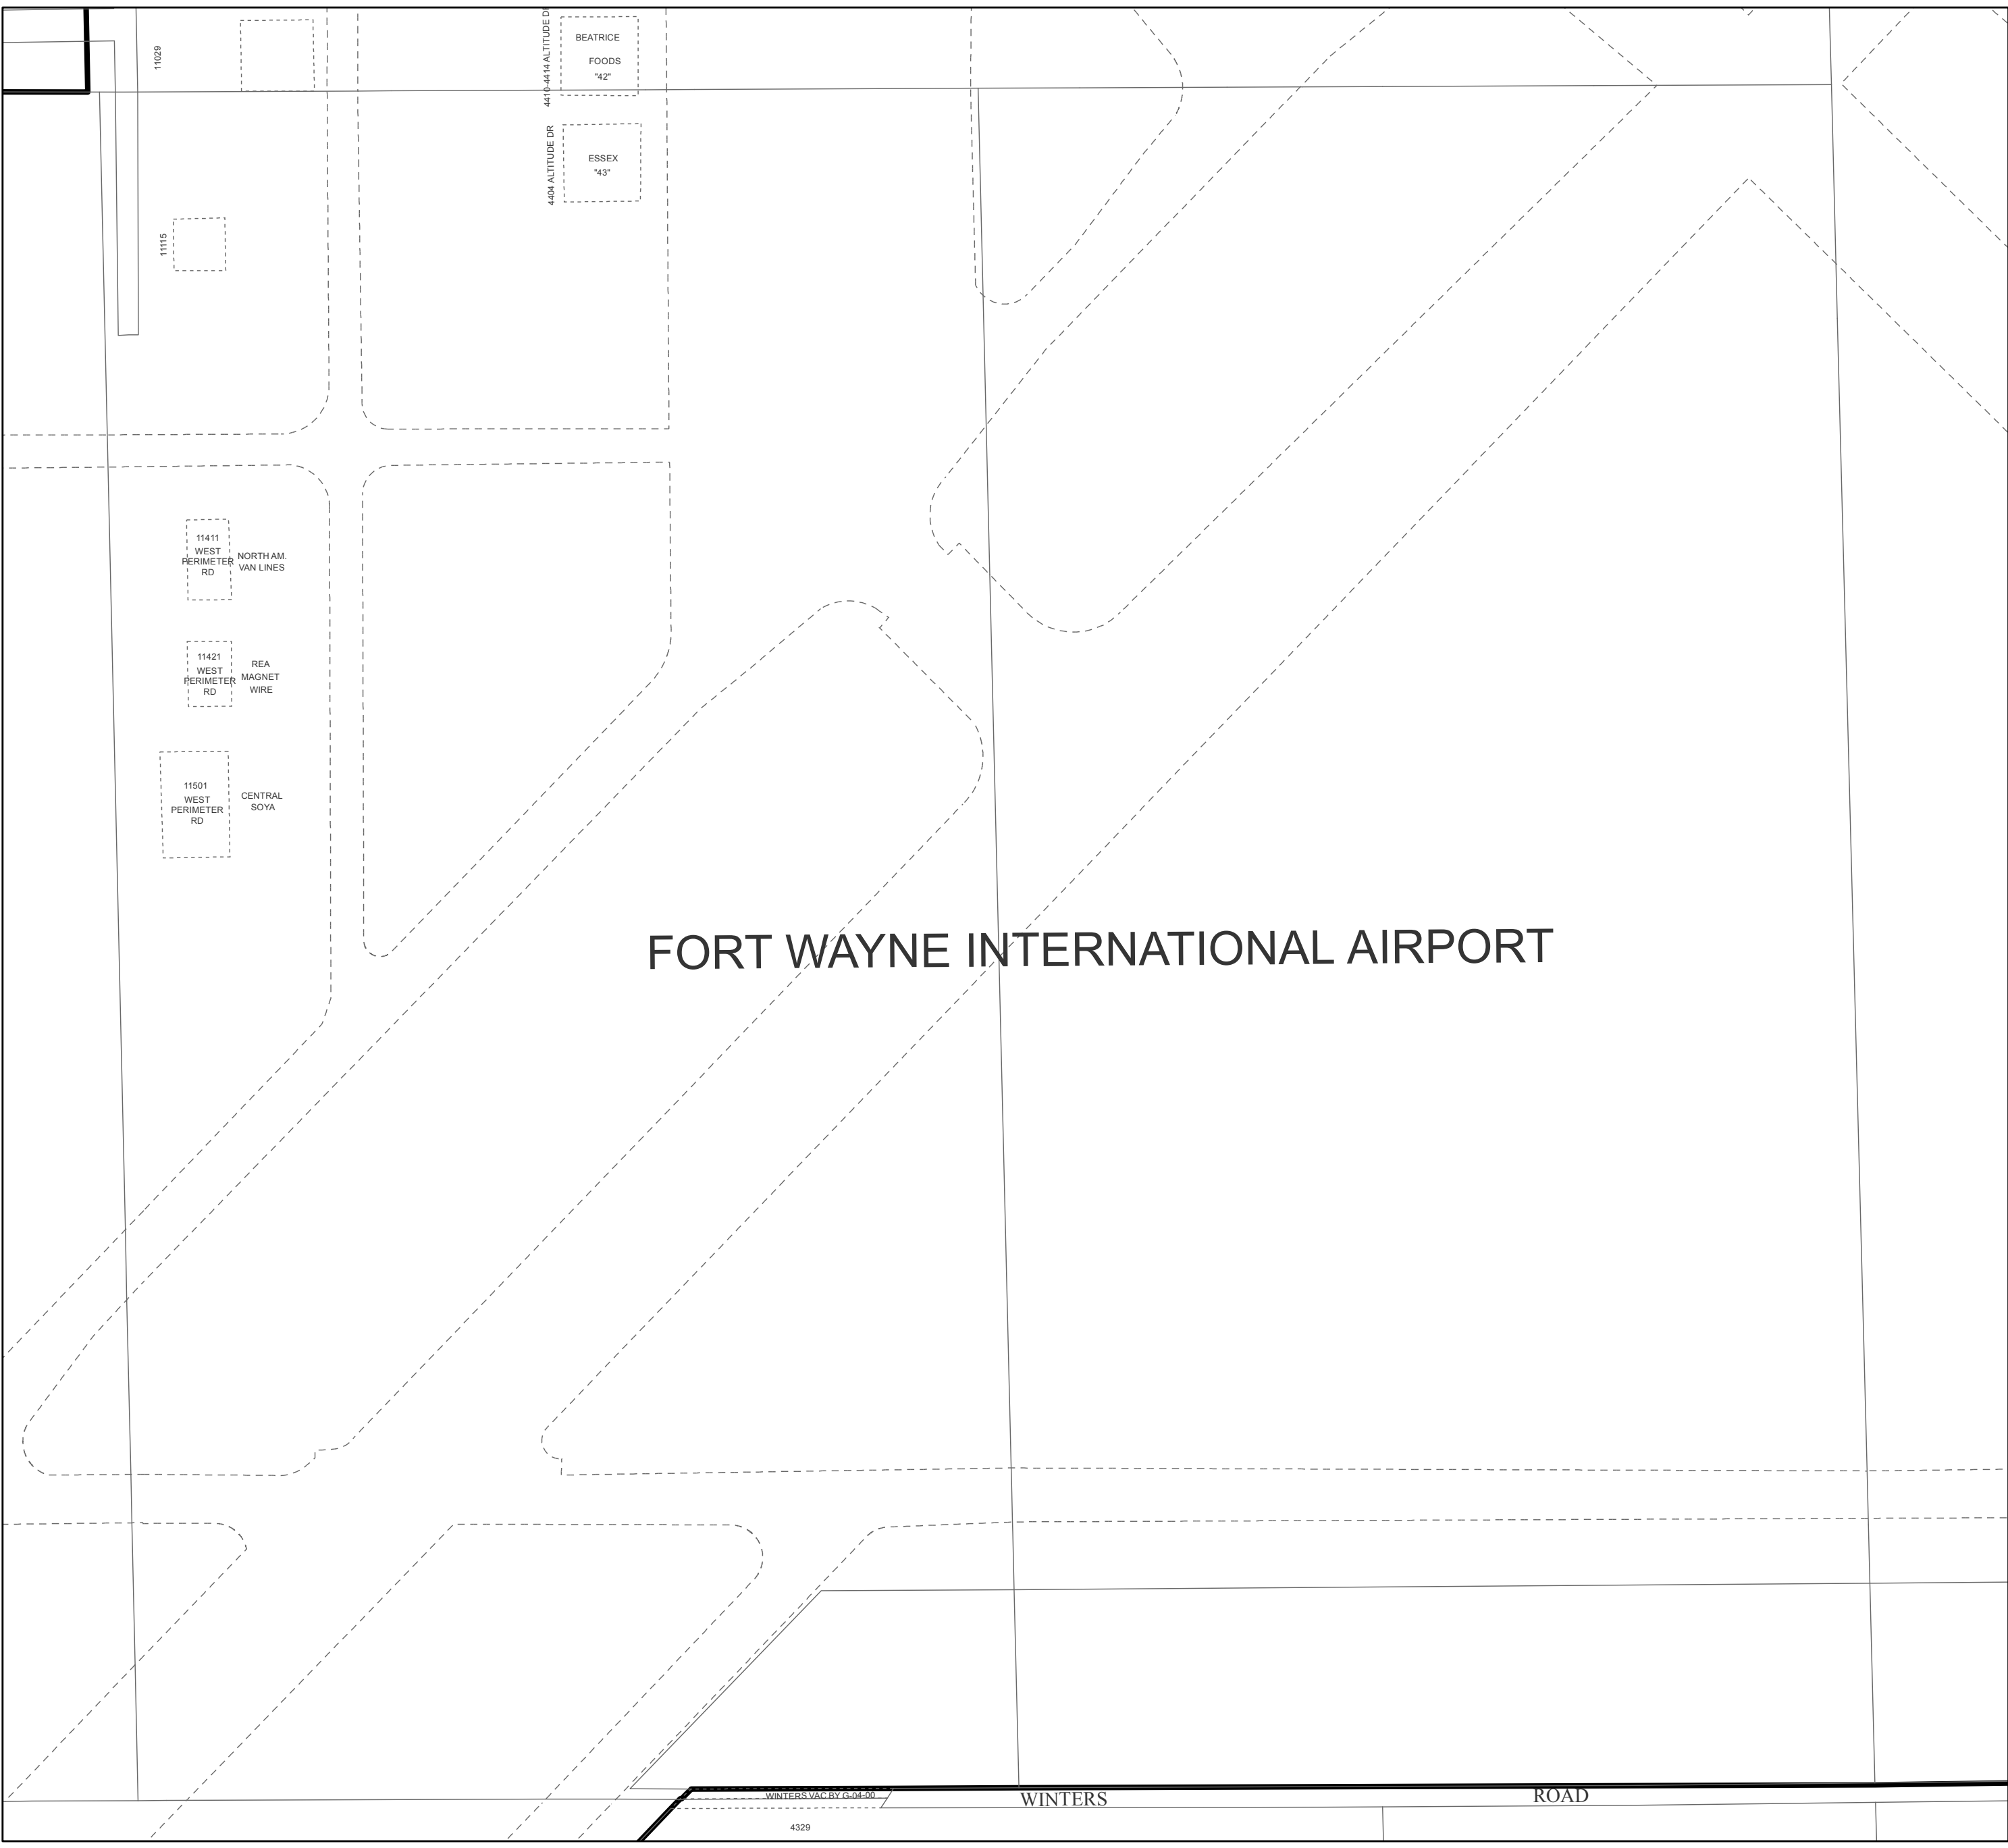 11029
4410-4414 ALTITUDE DR
BEATRICE
FOODS
"42"
4404 ALTITUDE DR
ESSEX
"43"
11115
11411
WEST
PERIMETER
RD
NORTH AM.
VAN LINES
11421
WEST
PERIMETER
RD
REA
MAGNET
WIRE
11501
WEST
PERIMETER
RD
CENTRAL
SOYA
FORT WAYNE INTERNATIONAL AIRPORT
WINTERS VAC BY G-04-00
WINTERS ROAD
4329